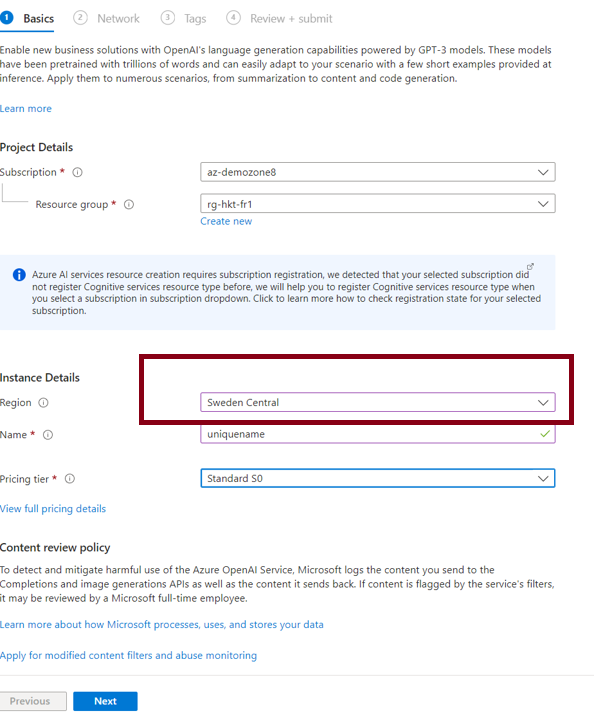 1 Basics 2 Network 3 Tags 4 Review + submit
Enable new business solutions with OpenAI's language generation capabilities powered by GPT-3 models. These models
have been pretrained with trillions of words and can easily adapt to your scenario with a few short examples provided at
inference. Apply them to numerous scenarios, from summarization to content and code generation.
Learn more
Project Details
Subscription *
az-demozone8
Resource group *
rg-hkt-fr1
Create new
Azure AI services resource creation requires subscription registration, we detected that your selected subscription did
not register Cognitive services resource type before, we will help you to register Cognitive services resource type when
you select a subscription in subscription dropdown. Click to learn more how to check registration state for your selected
subscription.
Instance Details
Region
Sweden Central
Name *
uniquename
Pricing tier *
Standard S0
View full pricing details
Content review policy
To detect and mitigate harmful use of the Azure OpenAI Service, Microsoft logs the content you send to the
Completions and image generations APIs as well as the content it sends back. If content is flagged by the service's filters,
it may be reviewed by a Microsoft full-time employee.
Learn more about how Microsoft processes, uses, and stores your data
Apply for modified content filters and abuse monitoring
Previous Next